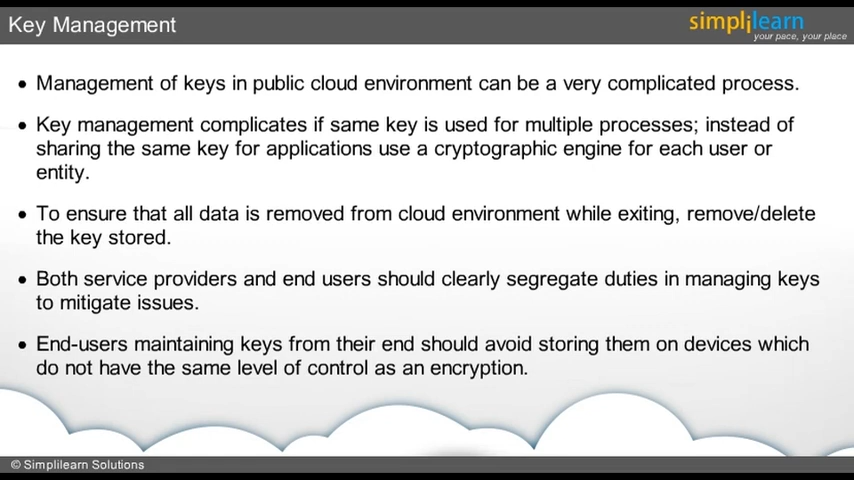 Key Management
simplilearn
your pace, your place
• Management of keys in public cloud environment can be a very complicated process.
• Key management complicates if same key is used for multiple processes; instead of
sharing the same key for applications use a cryptographic engine for each user or
entity.
• To ensure that all data is removed from cloud environment while exiting, remove/delete
the key stored.
• Both service providers and end users should clearly segregate duties in managing keys
to mitigate issues.
• End-users maintaining keys from their end should avoid storing them on devices which
do not have the same level of control as an encryption.
© Simplilearn Solutions